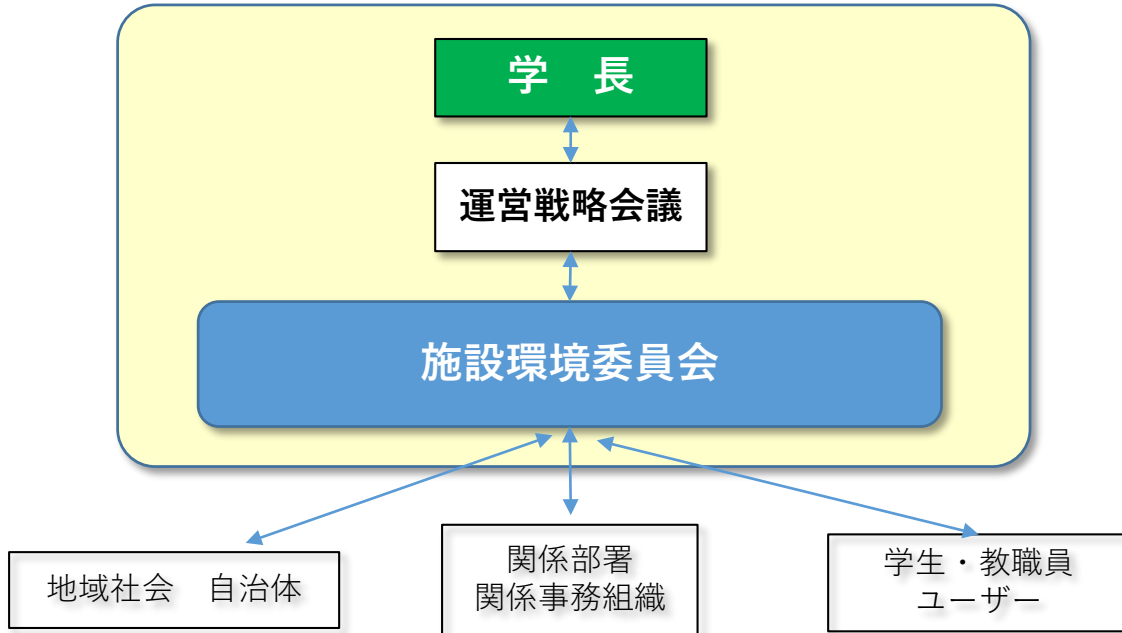 学　長
運営戦略会議
施設環境委員会
地域社会　自治体
関係部署
関係事務組織
学生・教職員
ユーザー